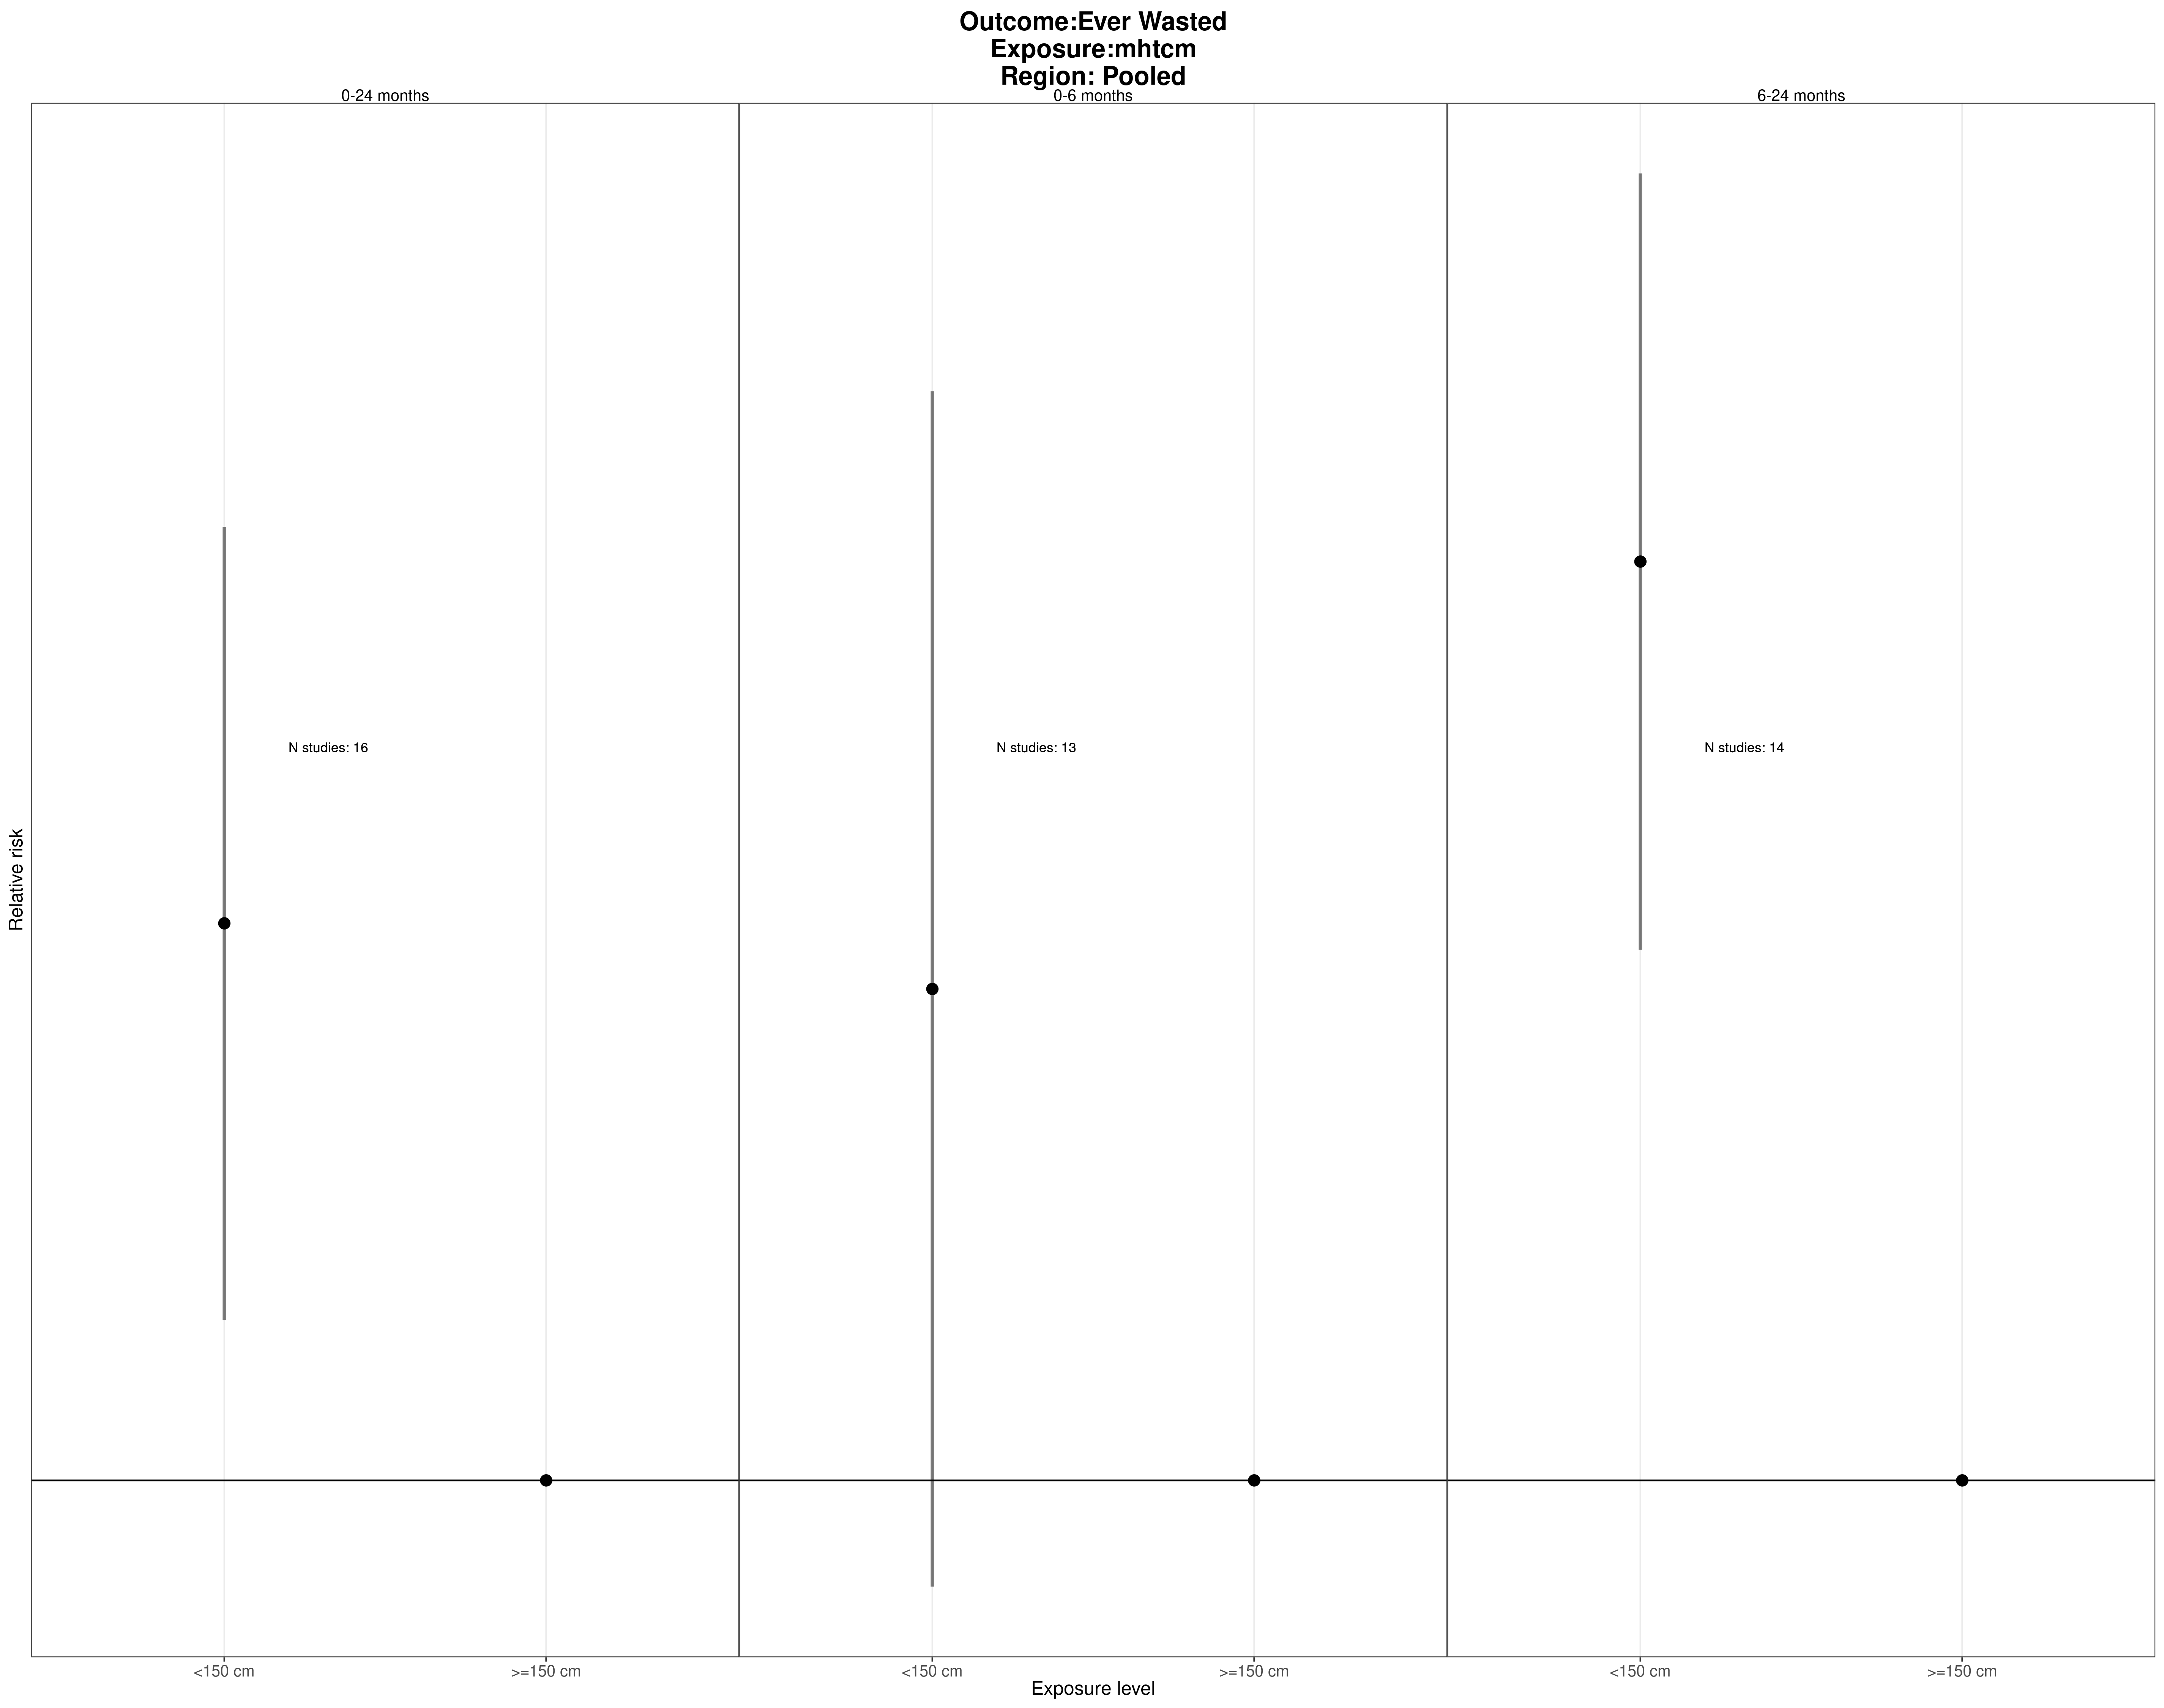 Outcome:Ever Wasted
Exposure:mhtcm
Region: Pooled
0-24 months
0-6 months
6-24 months
Relative risk
N studies: 16
N studies: 13
N studies: 14
<150 cm
>=150 cm
<150 cm
>=150 cm
<150 cm
>=150 cm
Exposure level